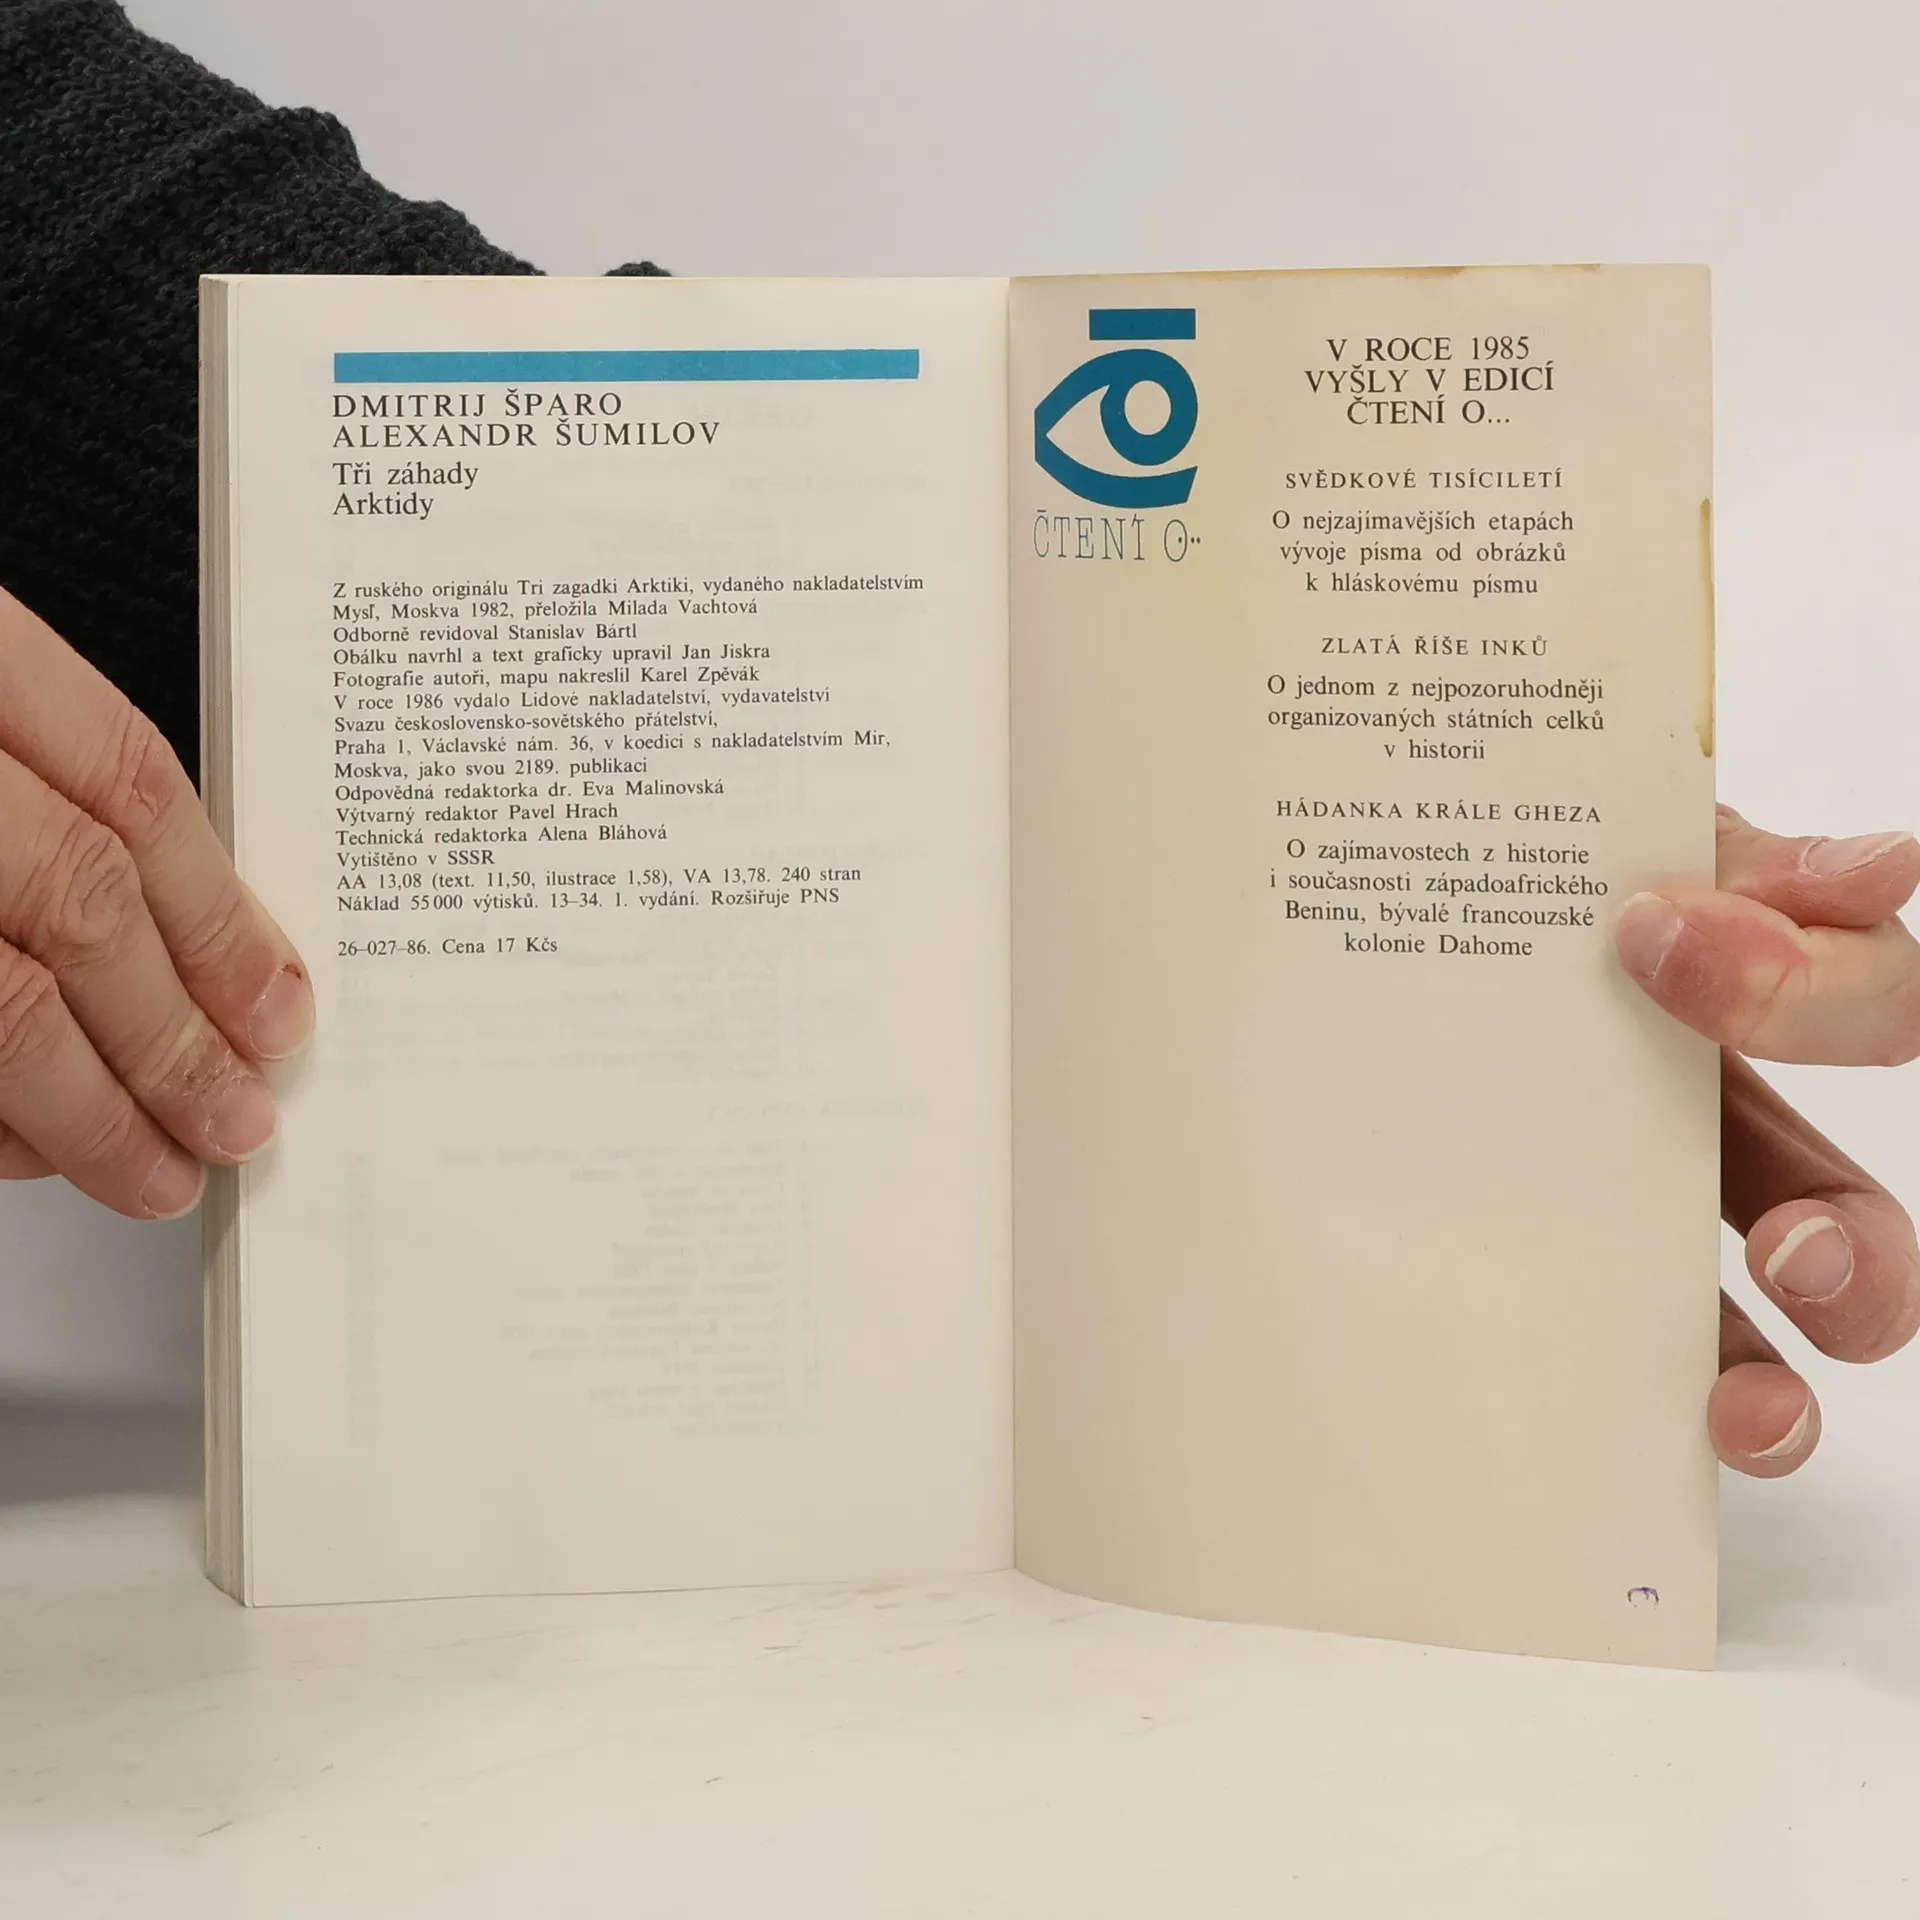 DMITRIJ ŠPARO
ALEXANDR ŠUMILOV
Tři záhady
Arktidy
Z ruského originálu Tri zagadki Arktiki, vydaného nakladatelstvím
Mysľ, Moskva 1982, přeložila Milada Vachtová
Odborně revidoval Stanislav Bártl
Obálku navrhl a text graficky upravil Jan Jiskra
Fotografie autoři, mapu nakreslil Karel Zpěvák
V roce 1986 vydalo Lidové nakladatelství, vydavatelství
Svazu československo-sovětského přátelství,
Praha 1, Václavské nám. 36, v koedici s nakladatelstvím Mir,
Moskva, jako svou 2189. publikaci
Odpovědná redaktorka dr. Eva Malinovská
Výtvarný redaktor Pavel Hrach
Technická redaktorka Alena Bláhová
Vytištěno v SSSR
AA 13,08 (text. 11,50, ilustrace 1,58), VA 13,78. 240 stran
Náklad 55 000 výtisků. 13–34. 1. vydání. Rozšiřuje PNS
26–027–86. Cena 17 Kčs
ČTENÍ O..
V ROCE 1985
VYŠLY V EDICÍ
ČTENÍ O...
SVĚDKOVÉ TISÍCILETÍ
O nejzajímavějších etapách
vývoje písma od obrázků
k hláskovému písmu
ZLATÁ ŘÍŠE INKŮ
O jednom z nejpozoruhodněji
organizovaných státních celků
v historii
HÁDANKA KRÁLE GHEZA
O zajímavostech z historie
i současnosti západoafrického
Beninu, bývalé francouzské
kolonie Dahome